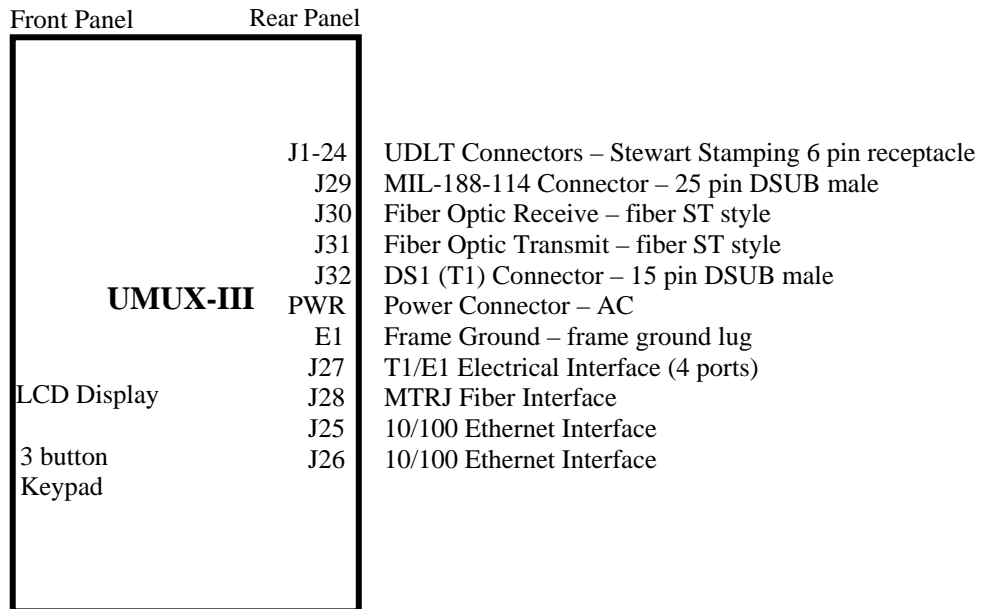 Front Panel Rear Panel
J1-24 UDLT Connectors – Stewart Stamping 6 pin receptacle
J29 MIL-188-114 Connector – 25 pin DSUB male
J30 Fiber Optic Receive – fiber ST style
J31 Fiber Optic Transmit – fiber ST style
J32 DS1 (T1) Connector – 15 pin DSUB male
UMUX-III PWR Power Connector – AC
E1 Frame Ground – frame ground lug
J27 T1/E1 Electrical Interface (4 ports)
LCD Display J28 MTRJ Fiber Interface
J25 10/100 Ethernet Interface
3 button J26 10/100 Ethernet Interface
Keypad